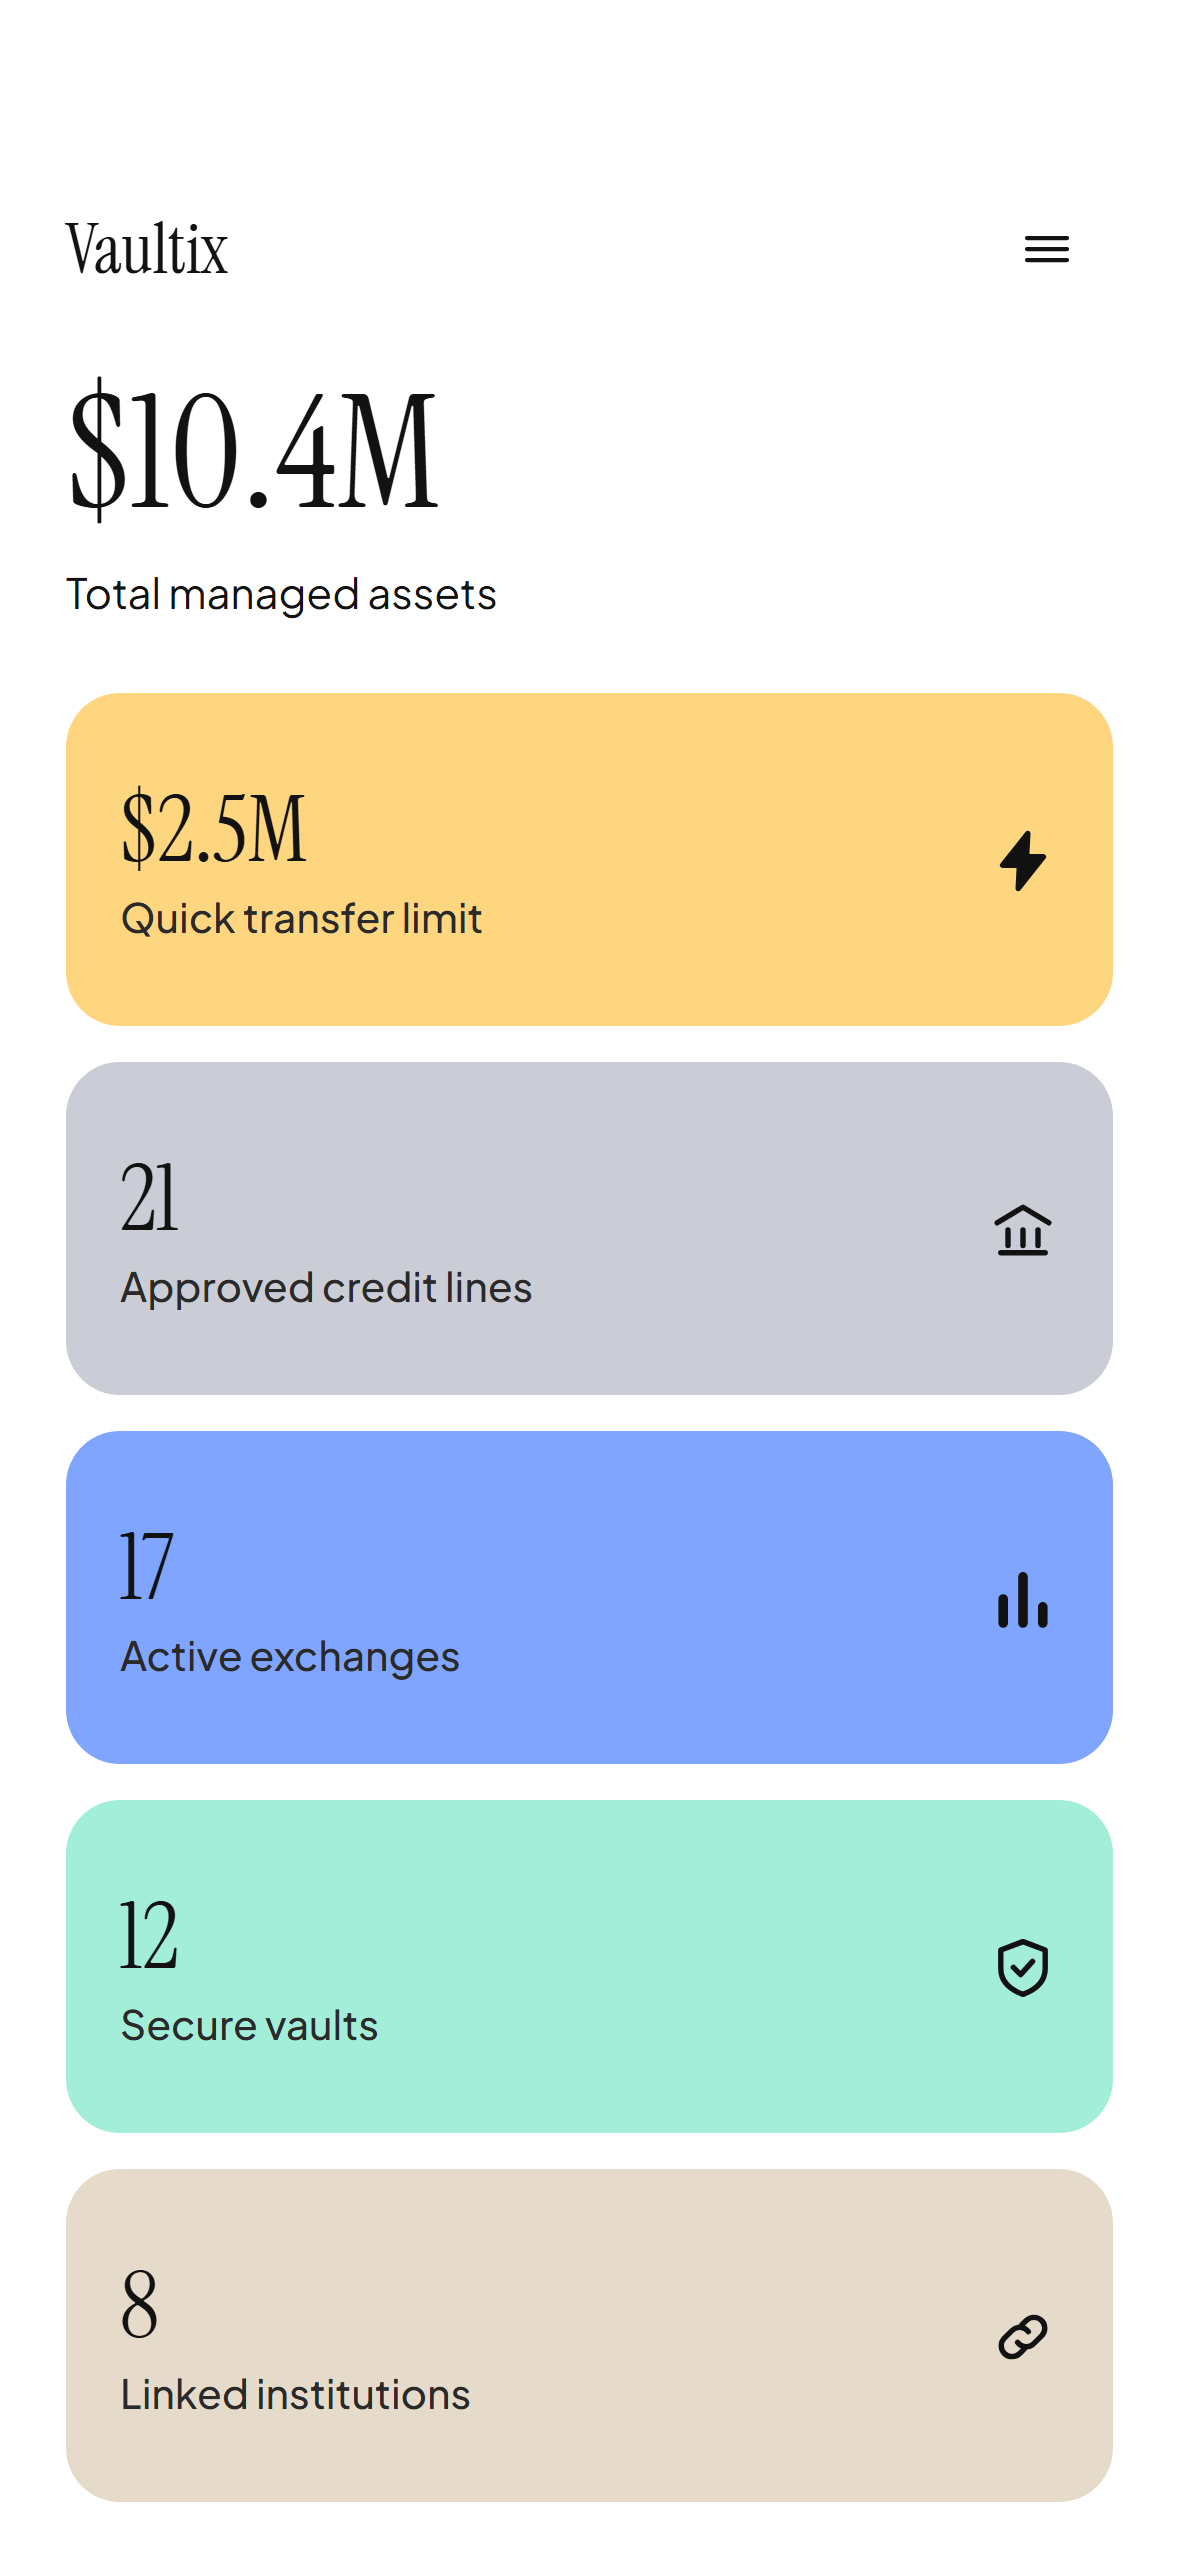 Vaultix
$10.4M
Total managed assets
$2.5M
Quick transfer limit
21
Approved credit lines
17
Active exchanges
12
Secure vaults
8
Linked institutions